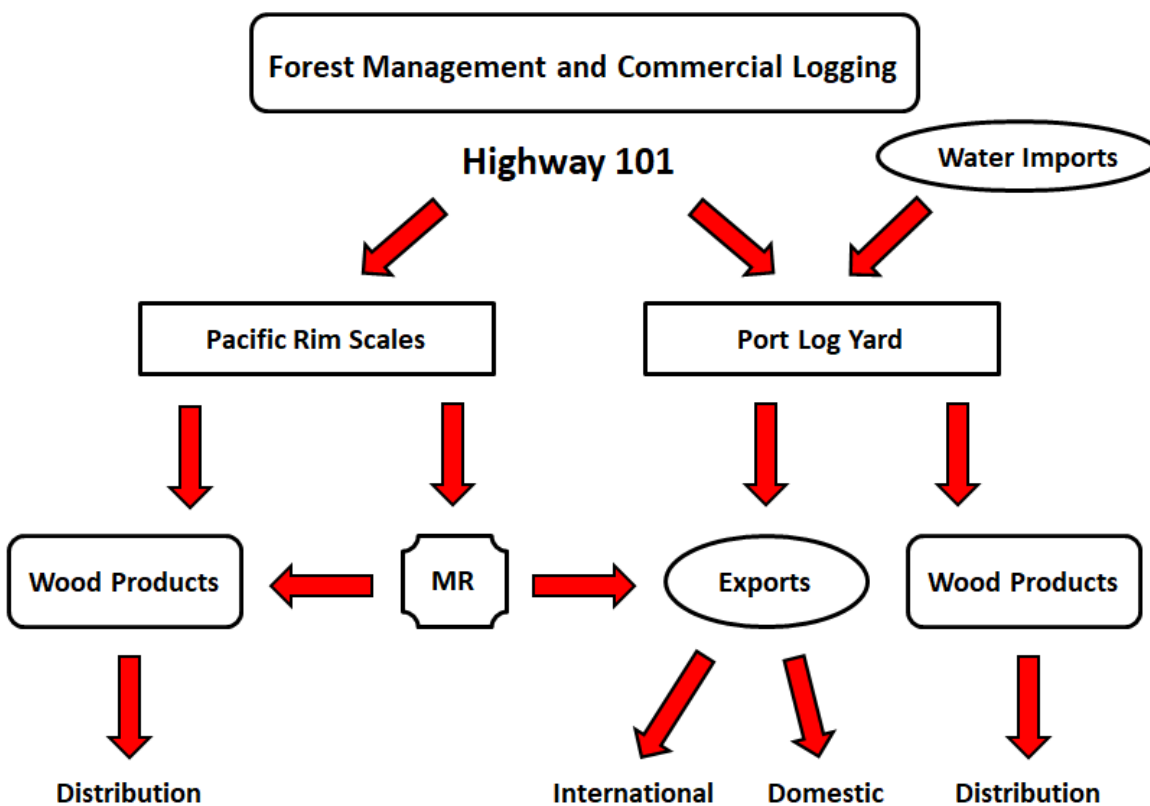 Forest Management and Commercial Logging
Highway 101
Water Imports
Pacific Rim Scales
Port Log Yard
Wood Products
MR
Exports
Wood Products
Distribution
International
Domestic
Distribution